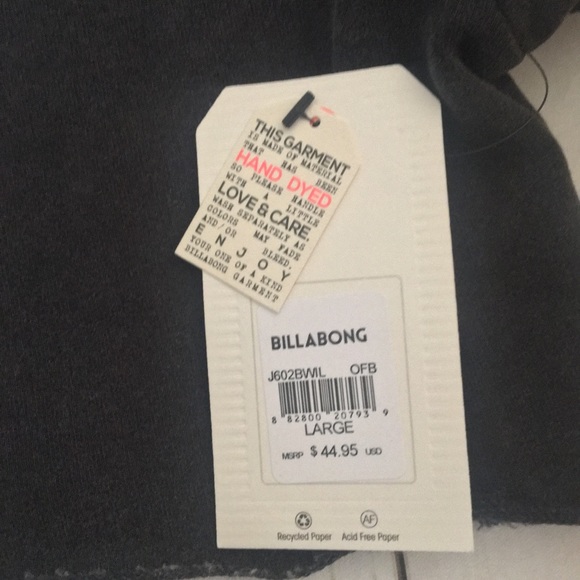 THIS GARMENT
IS MADE OF MATERIAL
THAT HAS BEEN
HAND DYED
SO PLEASE HANDLE
WITH A LITTLE
LOVE & CARE.
WASH SEPARATELY AS
COLORS MAY FADE
AND/OR BLEED.
ENJOY
YOUR ONE OF A KIND
BILLABONG GARMENT
BILLABONG
J602BWIL OFB
8 82800 20793 9
LARGE
MSRP $ 44.95 USD
AF
Recycled Paper Acid Free Paper